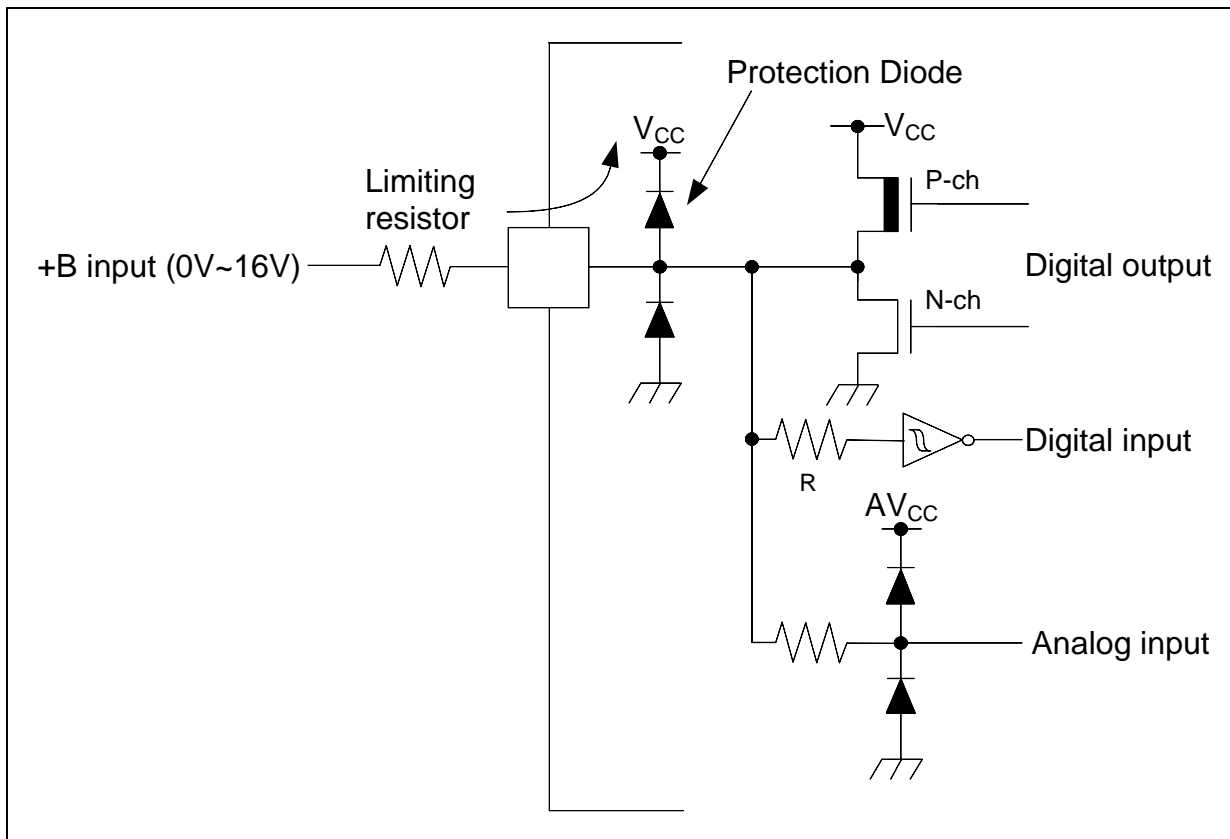 Protection Diode
VCC
VCC
Limiting
resistor
P-ch
+B input (0V~16V)
Digital output
N-ch
Digital input
R
AVCC
Analog input